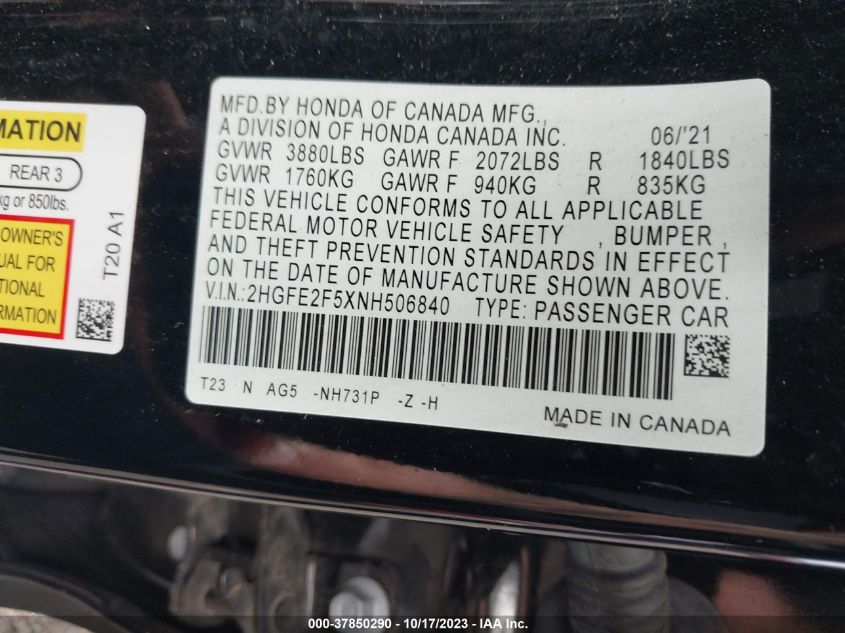 MATION
REAR 3
kg or 850lbs.
OWNER'S
UAL FOR
TIONAL
ORMATION
T20 A1
MFD.BY HONDA OF CANADA MFG.,
A DIVISION OF HONDA CANADA INC. 06/'21
GVWR 3880LBS GAWR F 2072LBS R 1840LBS
GVWR 1760KG GAWR F 940KG R 835KG
THIS VEHICLE CONFORMS TO ALL APPLICABLE
FEDERAL MOTOR VEHICLE SAFETY , BUMPER ,
AND THEFT PREVENTION STANDARDS IN EFFECT
ON THE DATE OF MANUFACTURE SHOWN ABOVE.
V.I.N.:2HGFE2F5XNH506840 TYPE: PASSENGER CAR
T23 N AG5 -NH731P -Z -H
MADE IN CANADA
000-37850290 - 10/17/2023 - IAA Inc.